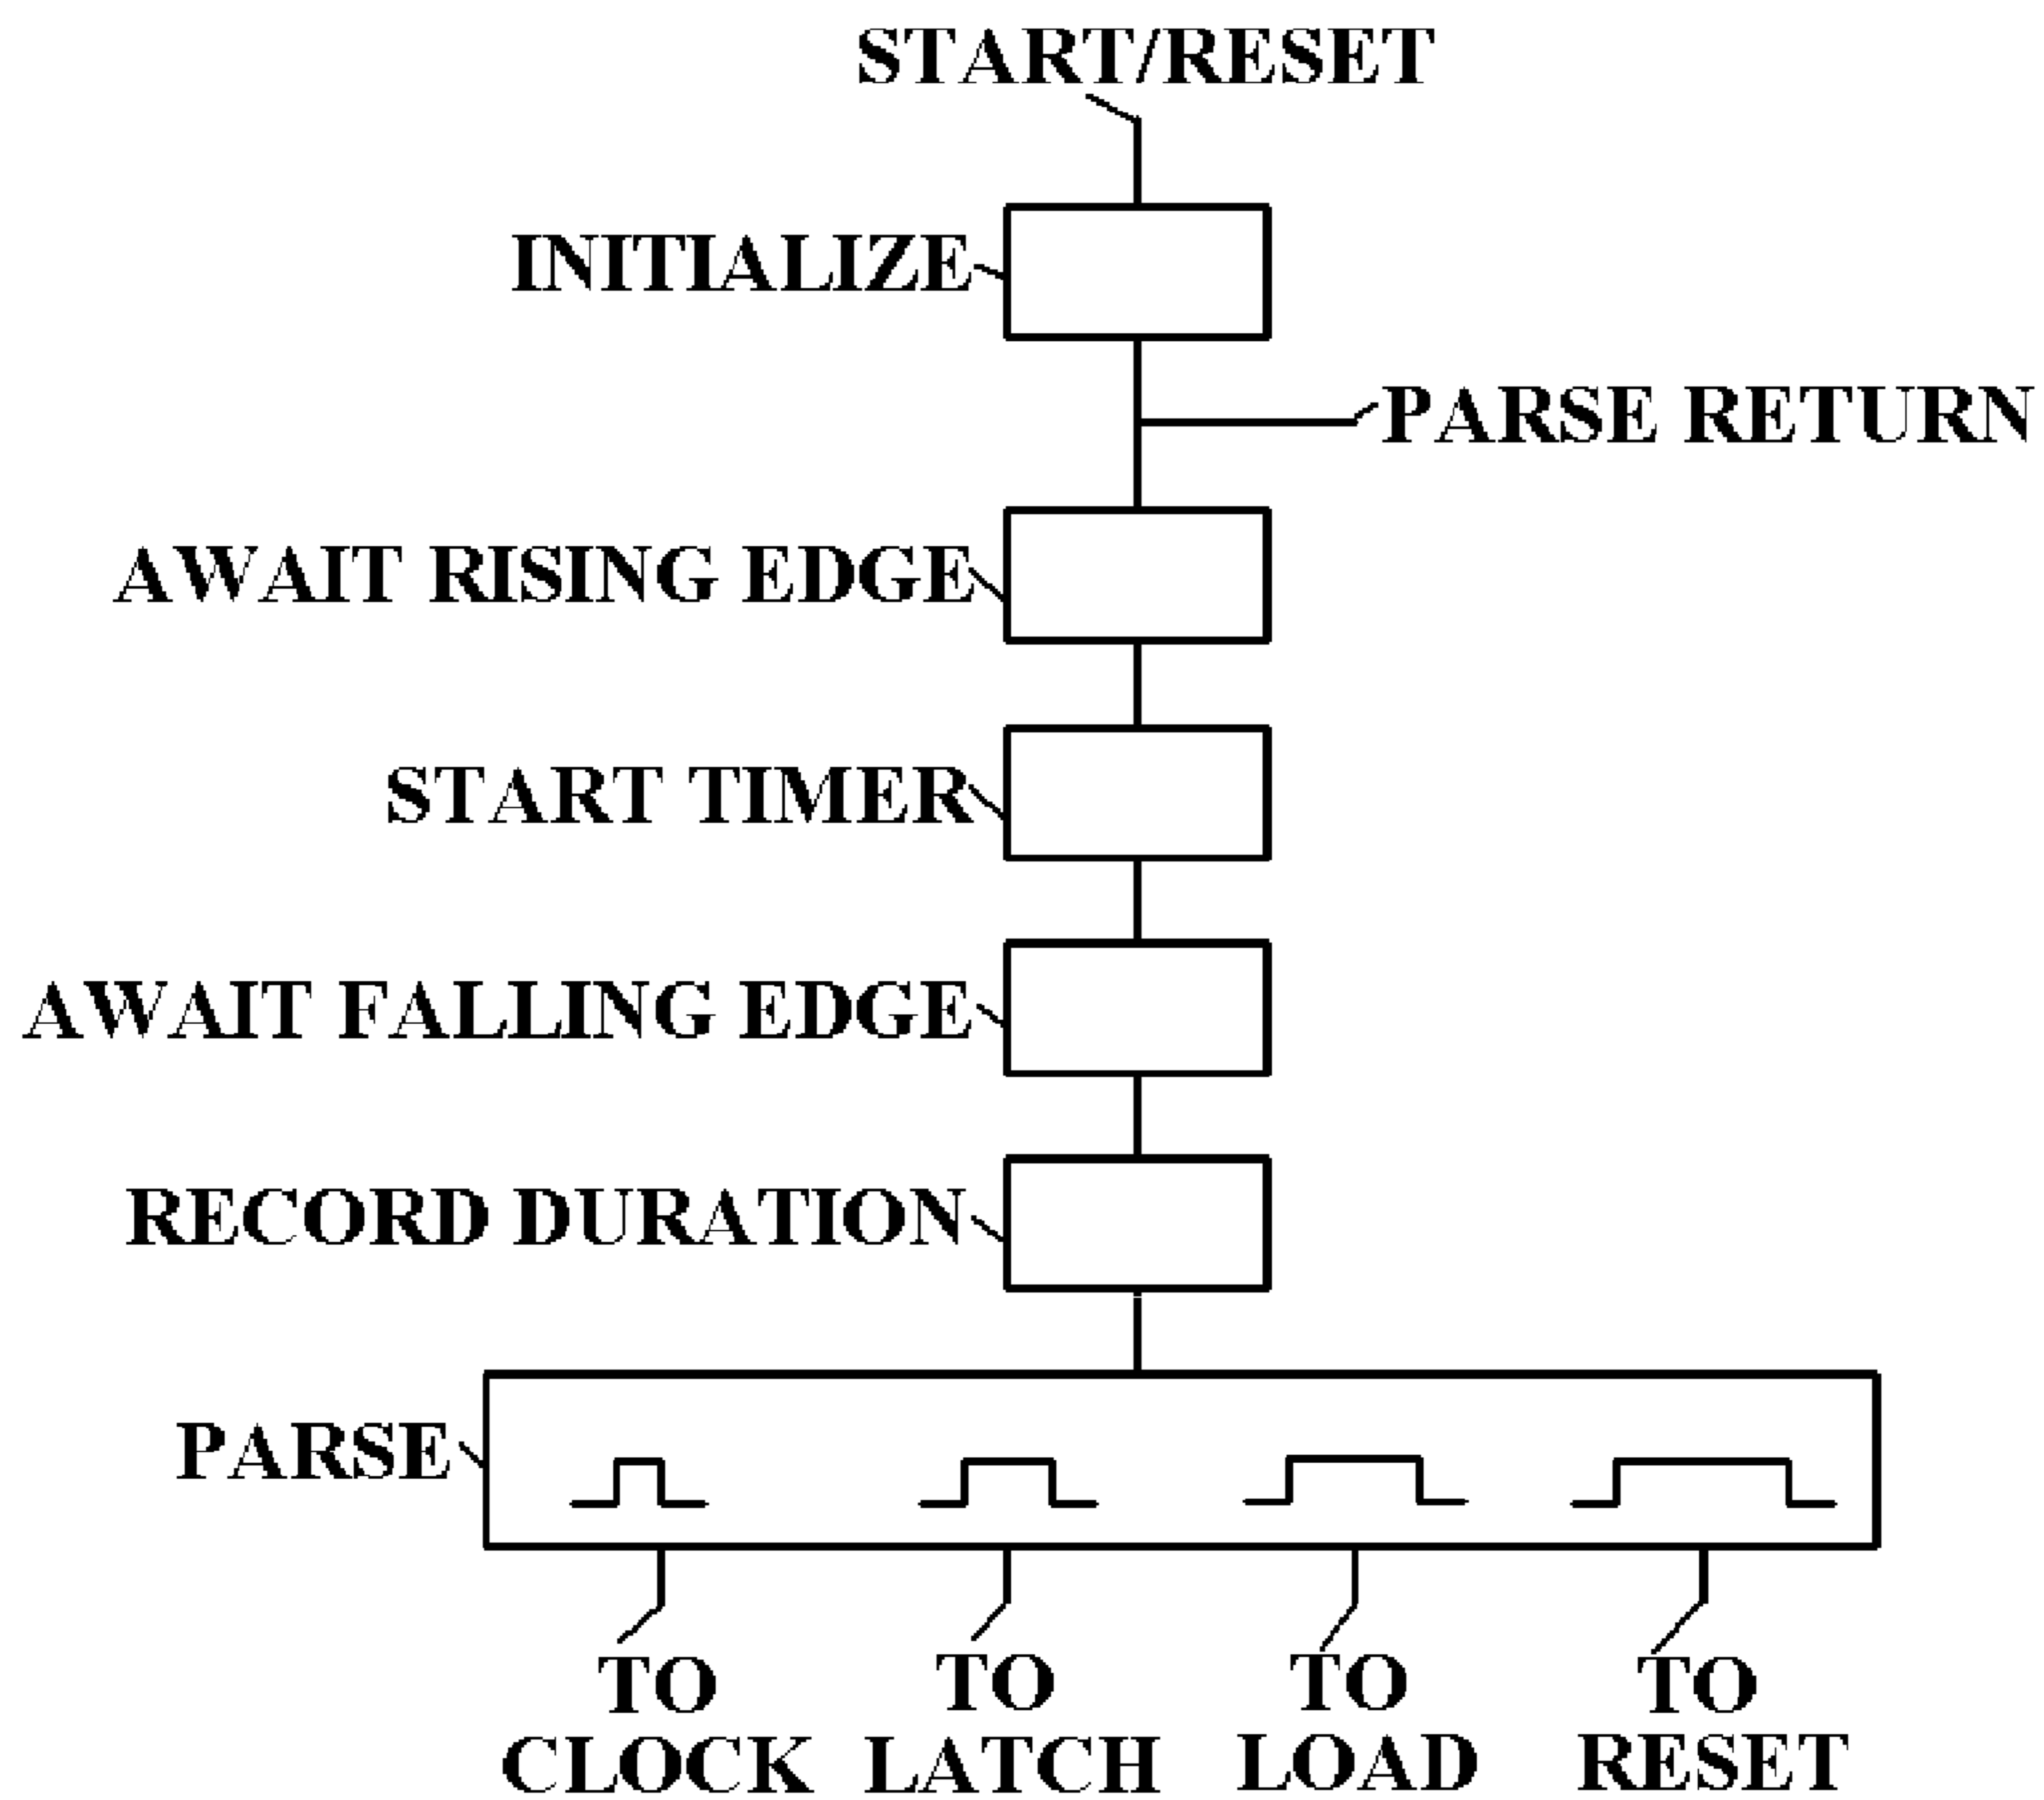 START/RESET
INITIALIZE
PARSE RETURN
AWAIT RISING EDGE
START TIMER
AWAIT FALLING EDGE
RECORD DURATION
PARSE
TO CLOCK
TO LATCH
TO LOAD
TO RESET